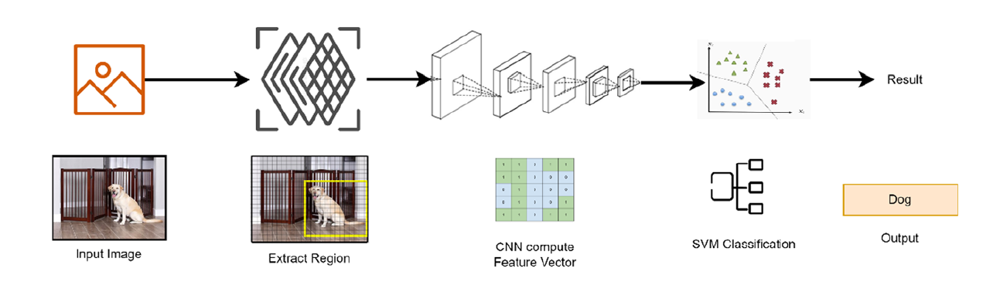 Result
Dog
Input Image
Extract Region
CNN compute
Feature Vector
SVM Classification
Output